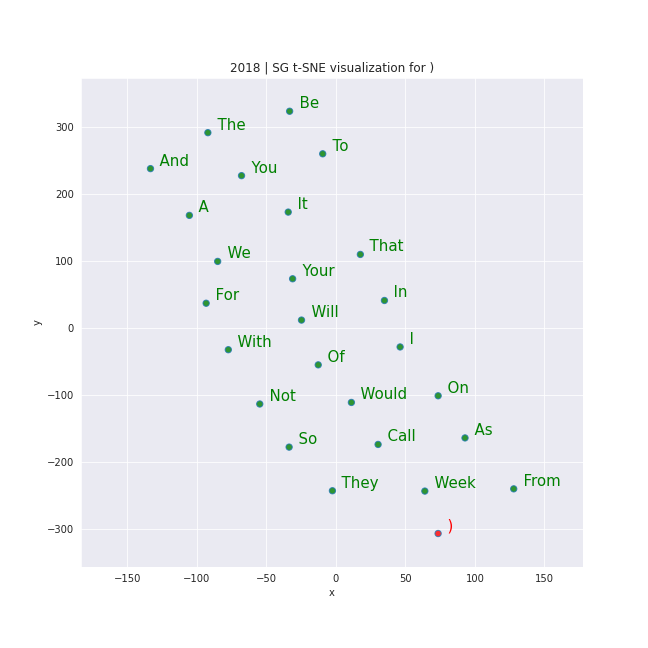 2018 | SG t-SNE visualization for )
Be
The
To
And
You
A
It
That
We
Your
For
In
Will
I
With
Of
On
Not
Would
As
So
Call
They
Week
From
)
300
200
100
0
−100
−200
−300
y
−150
−100
−50
0
50
100
150
x